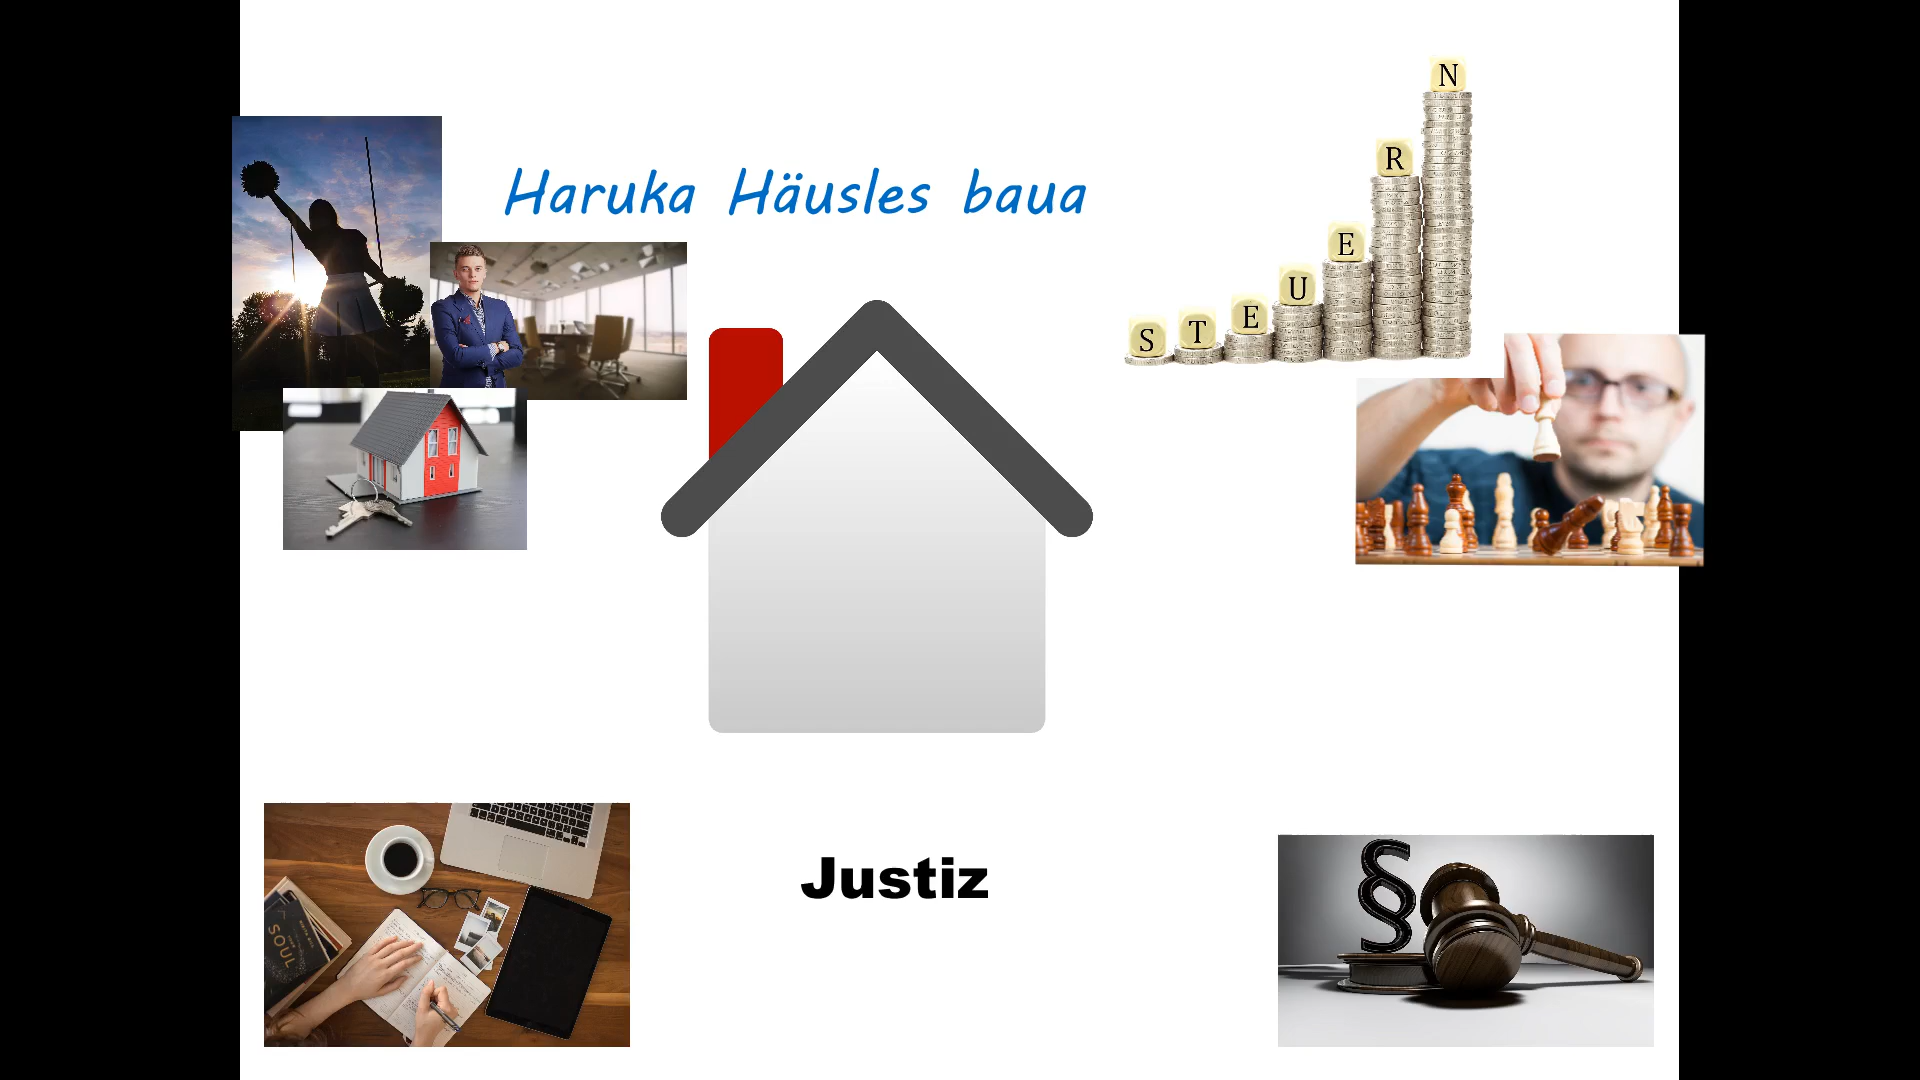 Haruka Häusles baua
S T E U E R N
Justiz
SOUL
§